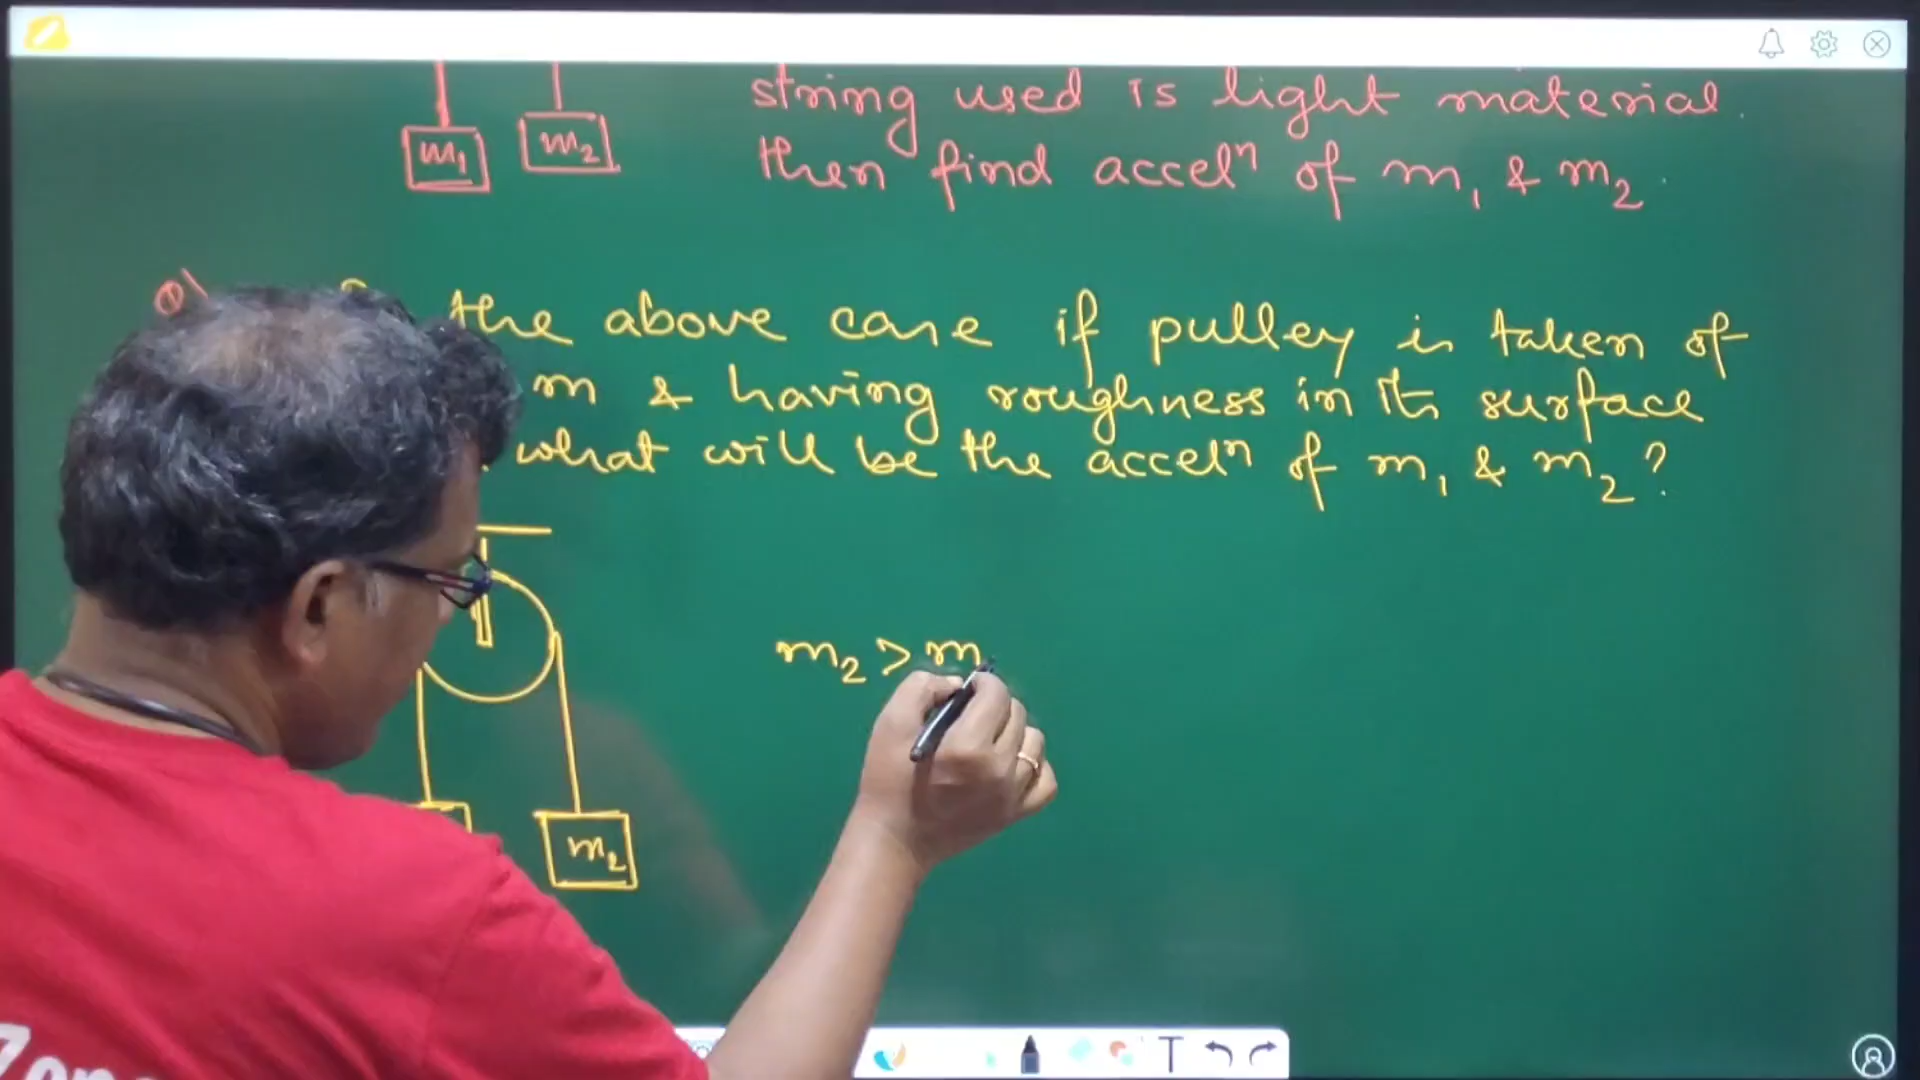 m₁ m₂
string used is light material.
then find accelⁿ of m₁ & m₂.
Q)
the above case if pulley is taken of
m & having roughness in its surface
what will be the accelⁿ of m₁ & m₂ ?
m₂ > m
m₂
T
Zone